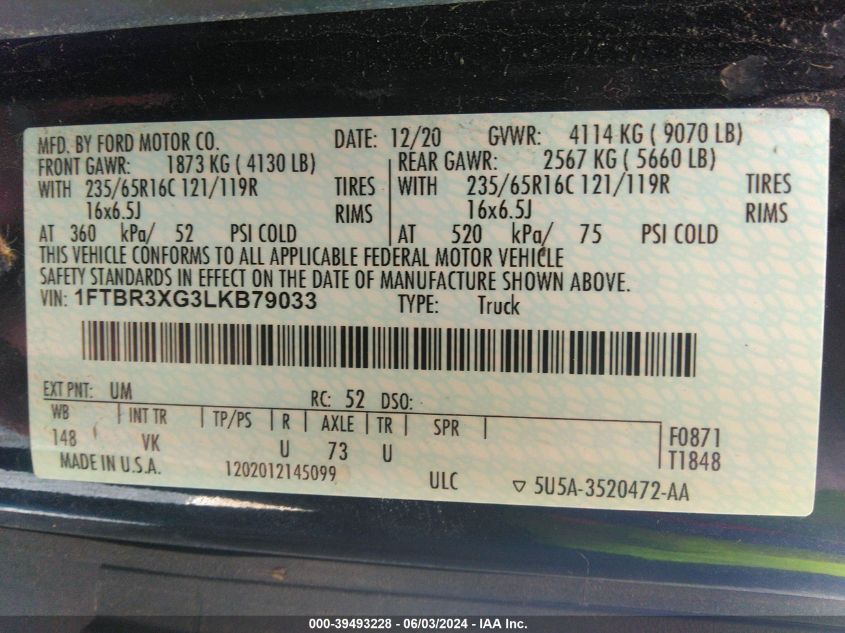 MFD. BY FORD MOTOR CO. DATE: 12/20 GVWR: 4114 KG ( 9070 LB)
FRONT GAWR: 1873 KG ( 4130 LB) REAR GAWR: 2567 KG ( 5660 LB)
WITH 235/65R16C 121/119R TIRES WITH 235/65R16C 121/119R TIRES
16x6.5J RIMS 16x6.5J RIMS
AT 360 kPa/ 52 PSI COLD AT 520 kPa/ 75 PSI COLD
THIS VEHICLE CONFORMS TO ALL APPLICABLE FEDERAL MOTOR VEHICLE
SAFETY STANDARDS IN EFFECT ON THE DATE OF MANUFACTURE SHOWN ABOVE.
VIN: 1FTBR3XG3LKB79033 TYPE: Truck
EXT PNT: UM RC: 52 DSO:
WB INT TR TP/PS R AXLE TR SPR F0871
148 VK U 73 U T1848
MADE IN U.S.A. 1202012145099 ULC ▽ 5U5A-3520472-AA
000-39493228 - 06/03/2024 - IAA Inc.